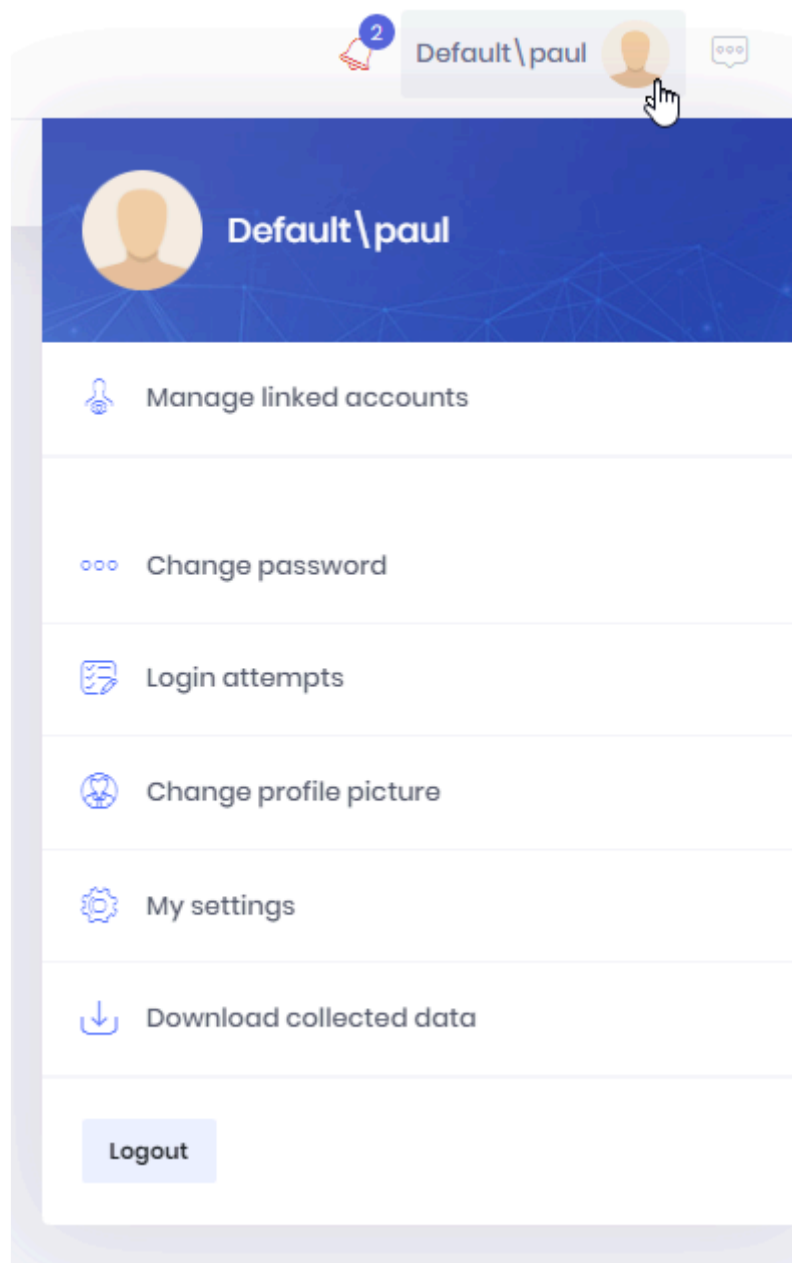 2
Default\paul
Default\paul
Manage linked accounts
Change password
Login attempts
Change profile picture
My settings
Download collected data
Logout